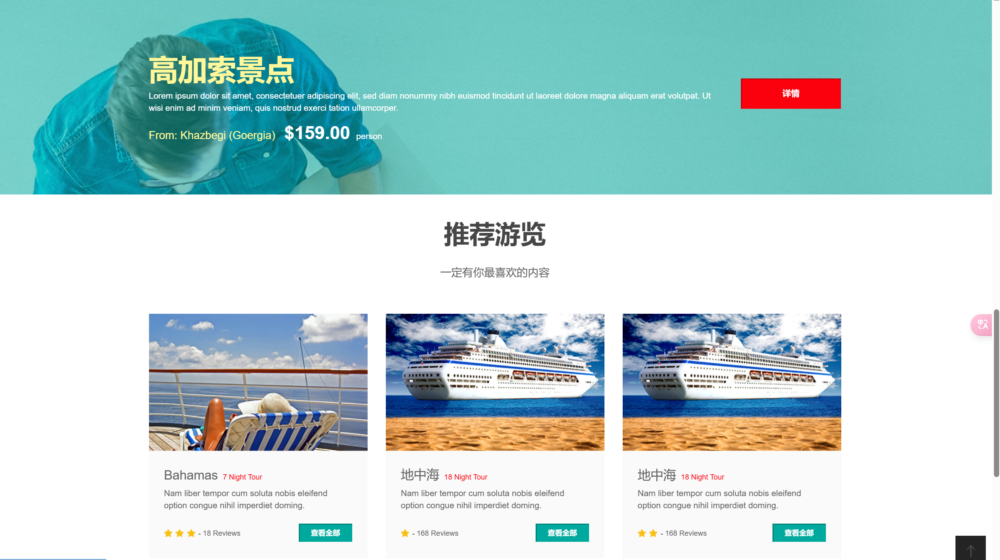 高加索景点
Lorem ipsum dolor sit amet, consectetuer adipiscing elit, sed diam nonummy nibh euismod tincidunt ut laoreet dolore magna aliquam erat volutpat. Ut
wisi enim ad minim veniam, quis nostrud exerci tation ullamcorper.
From: Khazbegi (Goergia) $159.00 person
详情
推荐游览
一定有你最喜欢的内容
Bahamas 7 Night Tour
Nam liber tempor cum soluta nobis eleifend
option congue nihil imperdiet doming.
- 18 Reviews
查看全部
地中海 18 Night Tour
Nam liber tempor cum soluta nobis eleifend
option congue nihil imperdiet doming.
- 168 Reviews
查看全部
地中海 18 Night Tour
Nam liber tempor cum soluta nobis eleifend
option congue nihil imperdiet doming.
- 168 Reviews
查看全部
中A